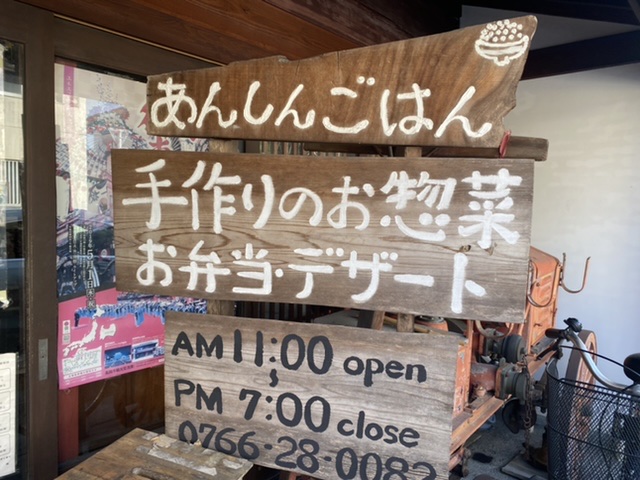 あんしんごはん
手作りのお惣菜
お弁当・デザート
AM 11:00 open
~
PM 7:00 close
0766-28-0082